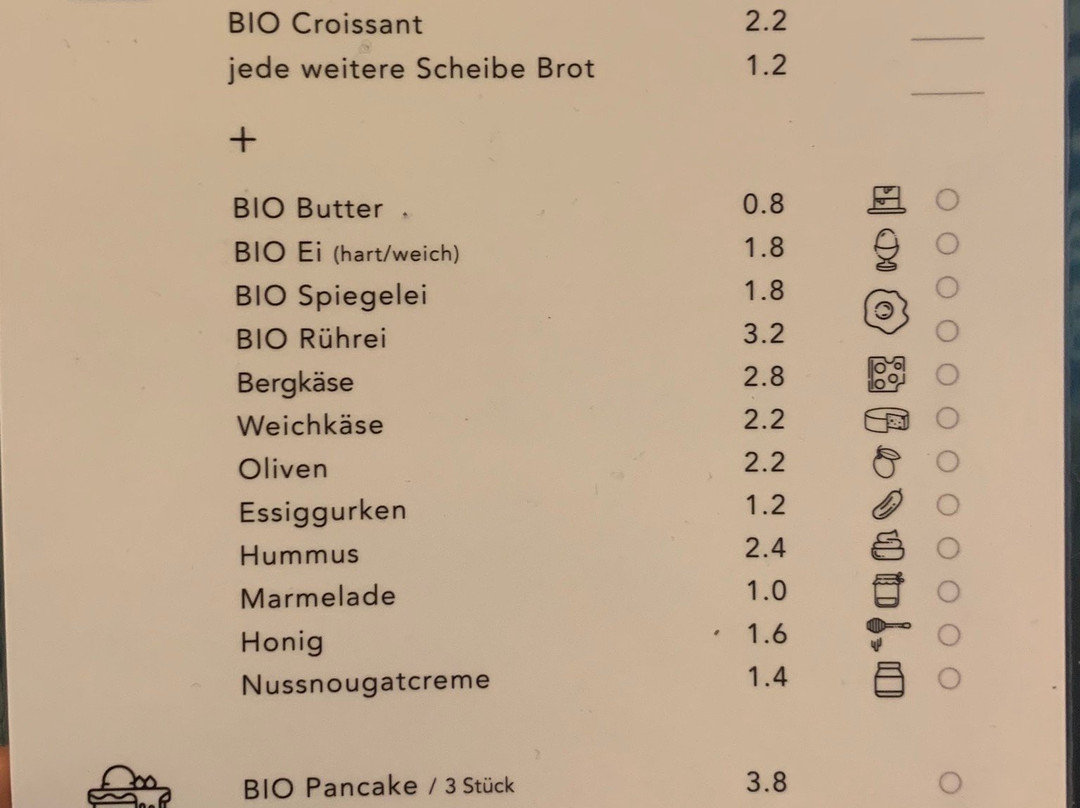 BIO Croissant 2.2
jede weitere Scheibe Brot 1.2
+
BIO Butter 0.8
BIO Ei (hart/weich) 1.8
BIO Spiegelei 1.8
BIO Rührei 3.2
Bergkäse 2.8
Weichkäse 2.2
Oliven 2.2
Essiggurken 1.2
Hummus 2.4
Marmelade 1.0
Honig 1.6
Nussnougatcreme 1.4
BIO Pancake / 3 Stück 3.8